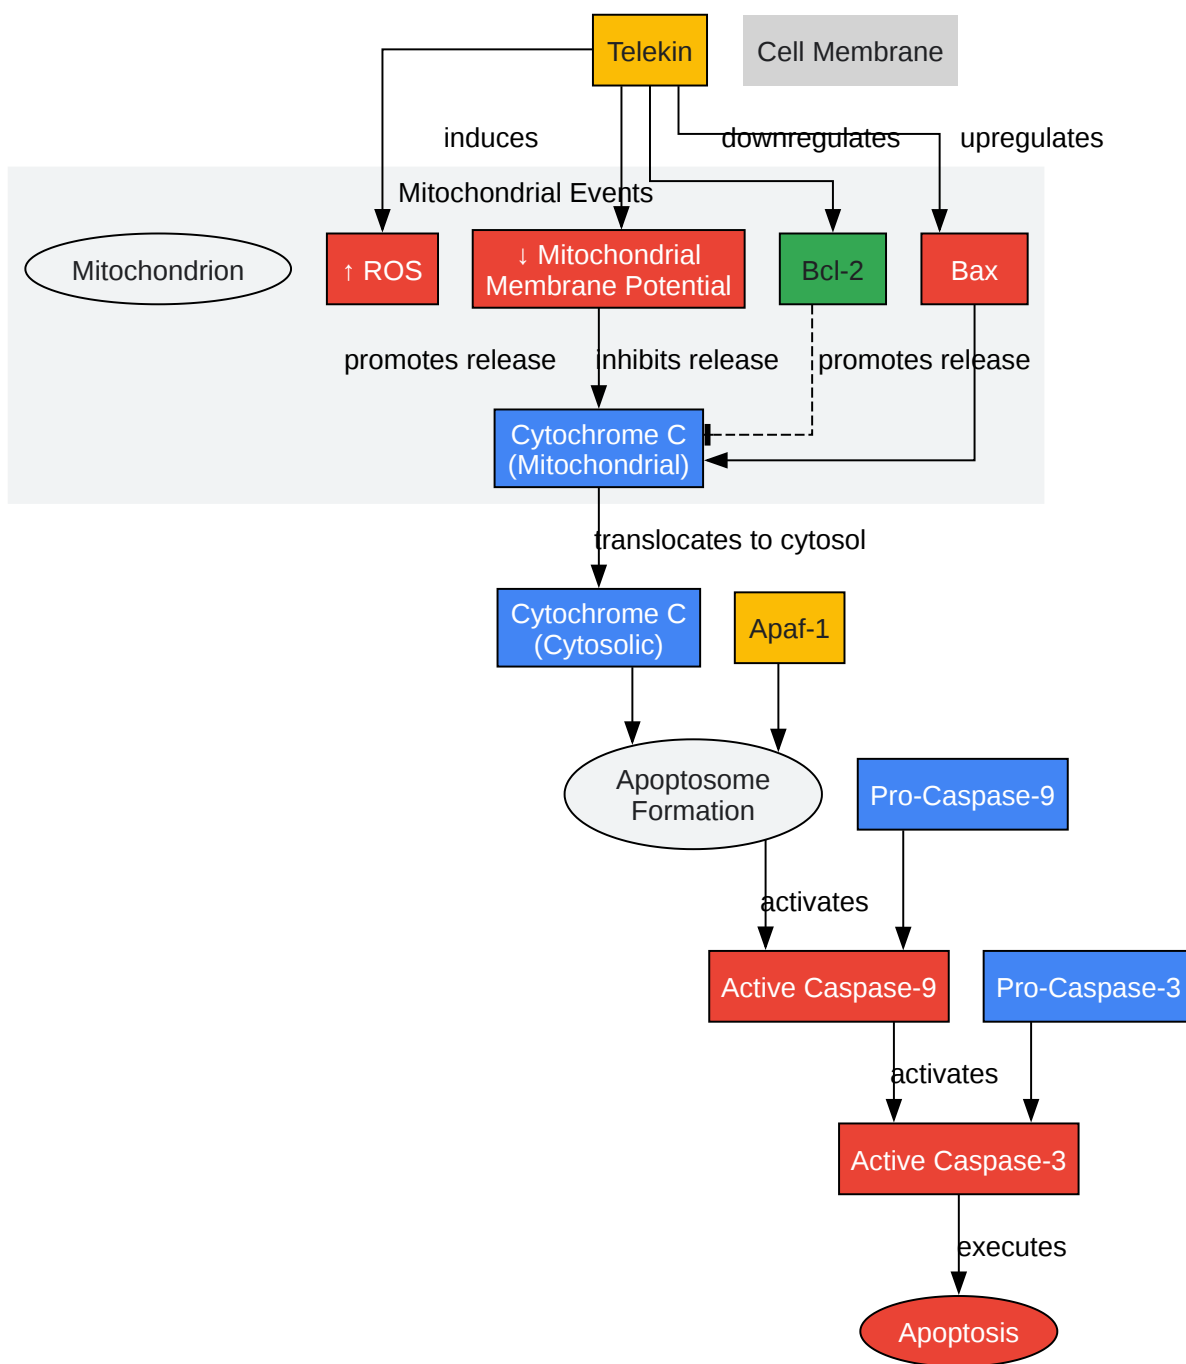 Telekin
Cell Membrane
induces
downregulates
upregulates
Mitochondrial Events
Mitochondrion
↑ ROS
↓ Mitochondrial
Membrane Potential
Bcl-2
Bax
promotes release
inhibits release
promotes release
Cytochrome C
(Mitochondrial)
translocates to cytosol
Cytochrome C
(Cytosolic)
Apaf-1
Apoptosome
Formation
Pro-Caspase-9
activates
Active Caspase-9
Pro-Caspase-3
activates
Active Caspase-3
executes
Apoptosis